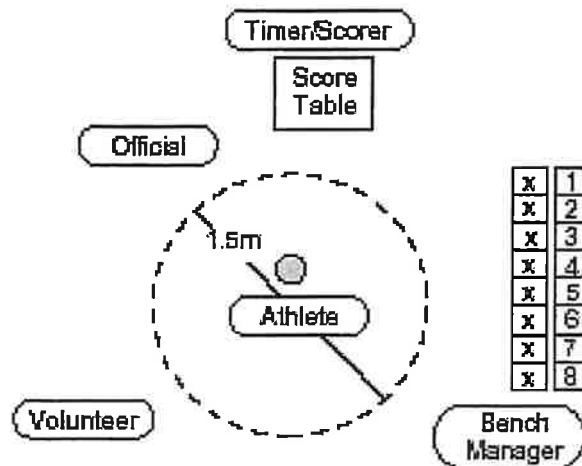 Timer/Scorer
Score
Table
Official
1.5m
Athlete
x 1
x 2
x 3
x 4
x 5
x 6
x 7
x 8
Volunteer
Bench
Manager